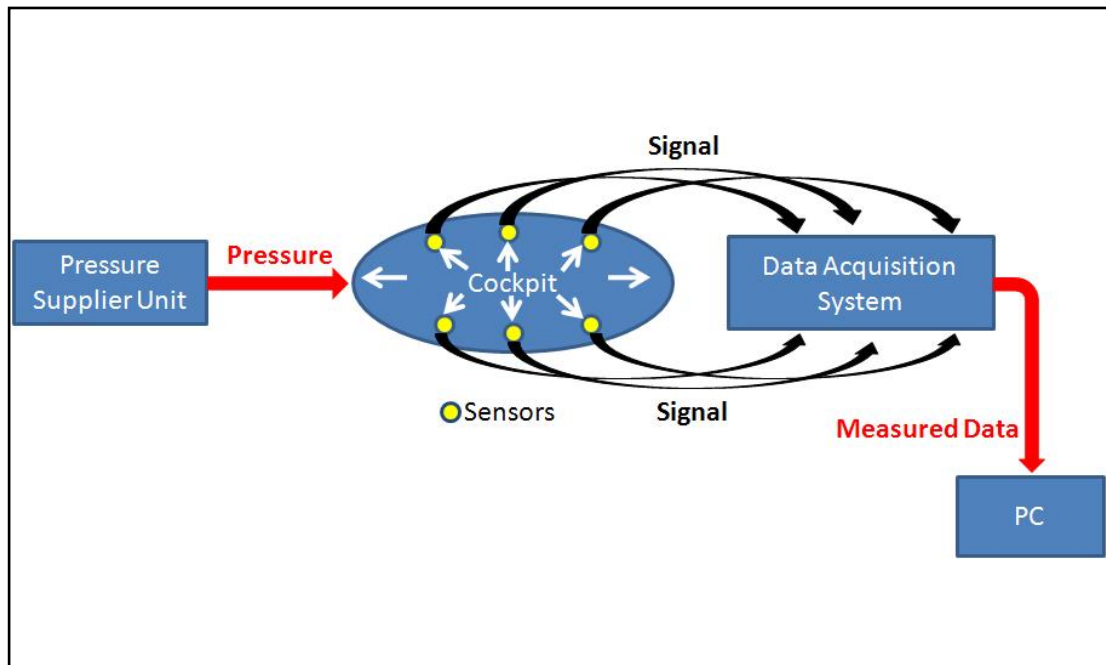 Signal
Pressure
Supplier Unit
Pressure
Cockpit
Data Acquisition
System
Sensors
Signal
Measured Data
PC